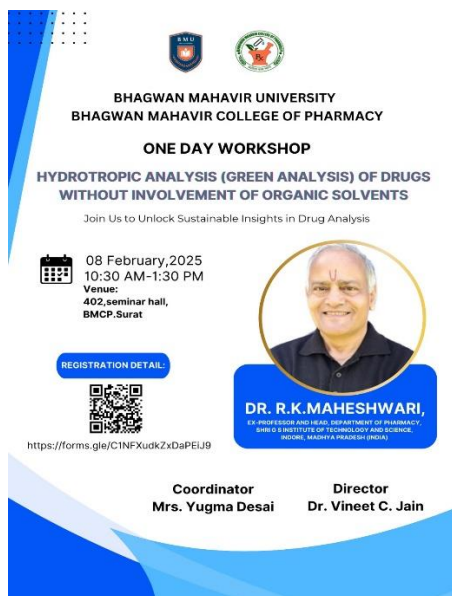 BMU
Rx
BHAGWAN MAHAVIR UNIVERSITY
BHAGWAN MAHAVIR COLLEGE OF PHARMACY
ONE DAY WORKSHOP
HYDROTROPIC ANALYSIS (GREEN ANALYSIS) OF DRUGS
WITHOUT INVOLVEMENT OF ORGANIC SOLVENTS
Join Us to Unlock Sustainable Insights in Drug Analysis
08 February,2025
10:30 AM-1:30 PM
Venue:
402,seminar hall,
BMCP.Surat
REGISTRATION DETAIL:
https://forms.gle/C1NFXudkZxDaPEiJ9
DR. R.K.MAHESHWARI,
EX-PROFESSOR AND HEAD, DEPARTMENT OF PHARMACY,
SHRI G S INSTITUTE OF TECHNOLOGY AND SCIENCE,
INDORE, MADHYA PRADESH (INDIA)
Coordinator
Mrs. Yugma Desai
Director
Dr. Vineet C. Jain